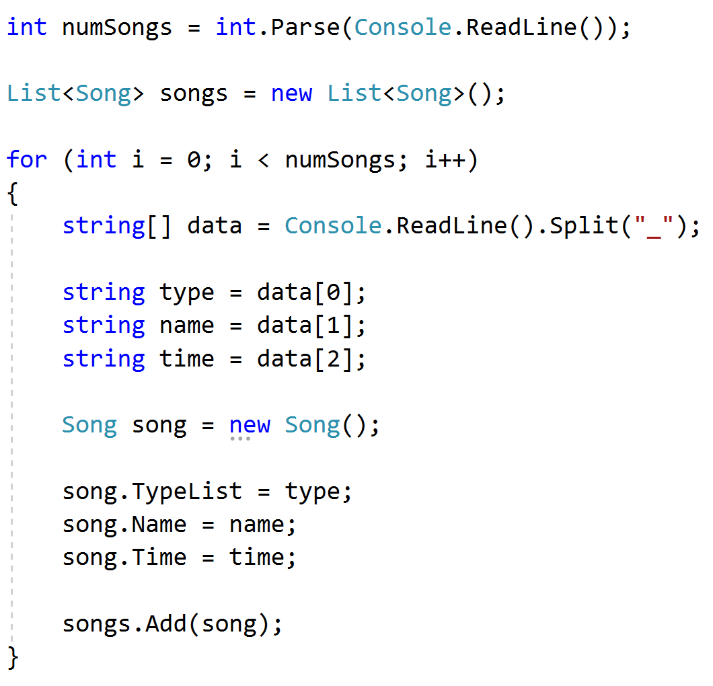 int numSongs = int.Parse(Console.ReadLine());
List<Song> songs = new List<Song>();
for (int i = 0; i < numSongs; i++)
{
    string[] data = Console.ReadLine().Split("_");
    string type = data[0];
    string name = data[1];
    string time = data[2];
    Song song = new Song();
    song.TypeList = type;
    song.Name = name;
    song.Time = time;
    songs.Add(song);
}